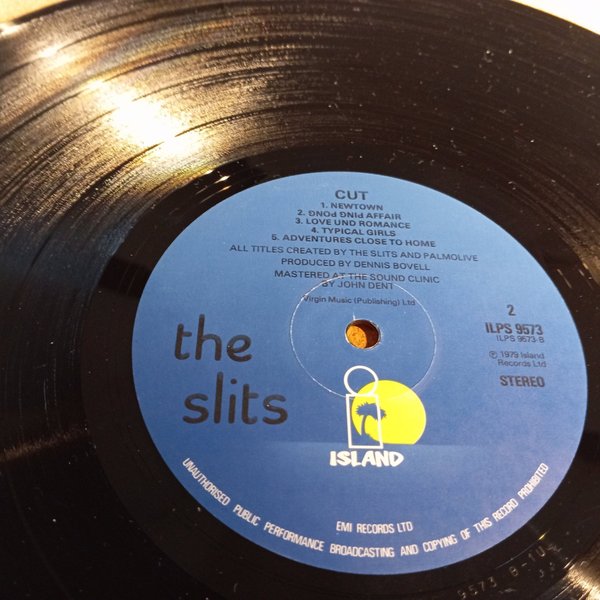 CUT
1. NEWTOWN
2. PING PONG AFFAIR
3. LOVE UND ROMANCE
4. TYPICAL GIRLS
5. ADVENTURES CLOSE TO HOME
ALL TITLES CREATED BY THE SLITS AND PALMOLIVE
PRODUCED BY DENNIS BOVELL
MASTERED AT THE SOUND CLINIC
BY JOHN DENT
Virgin Music (Publishing) Ltd
2
ILPS 9573
ILPS 9573-B
℗ 1979 Island
Records Ltd
STEREO
the
slits
ISLAND
EMI RECORDS LTD
UNAUTHORISED PUBLIC PERFORMANCE BROADCASTING AND COPYING OF THIS RECORD PROHIBITED